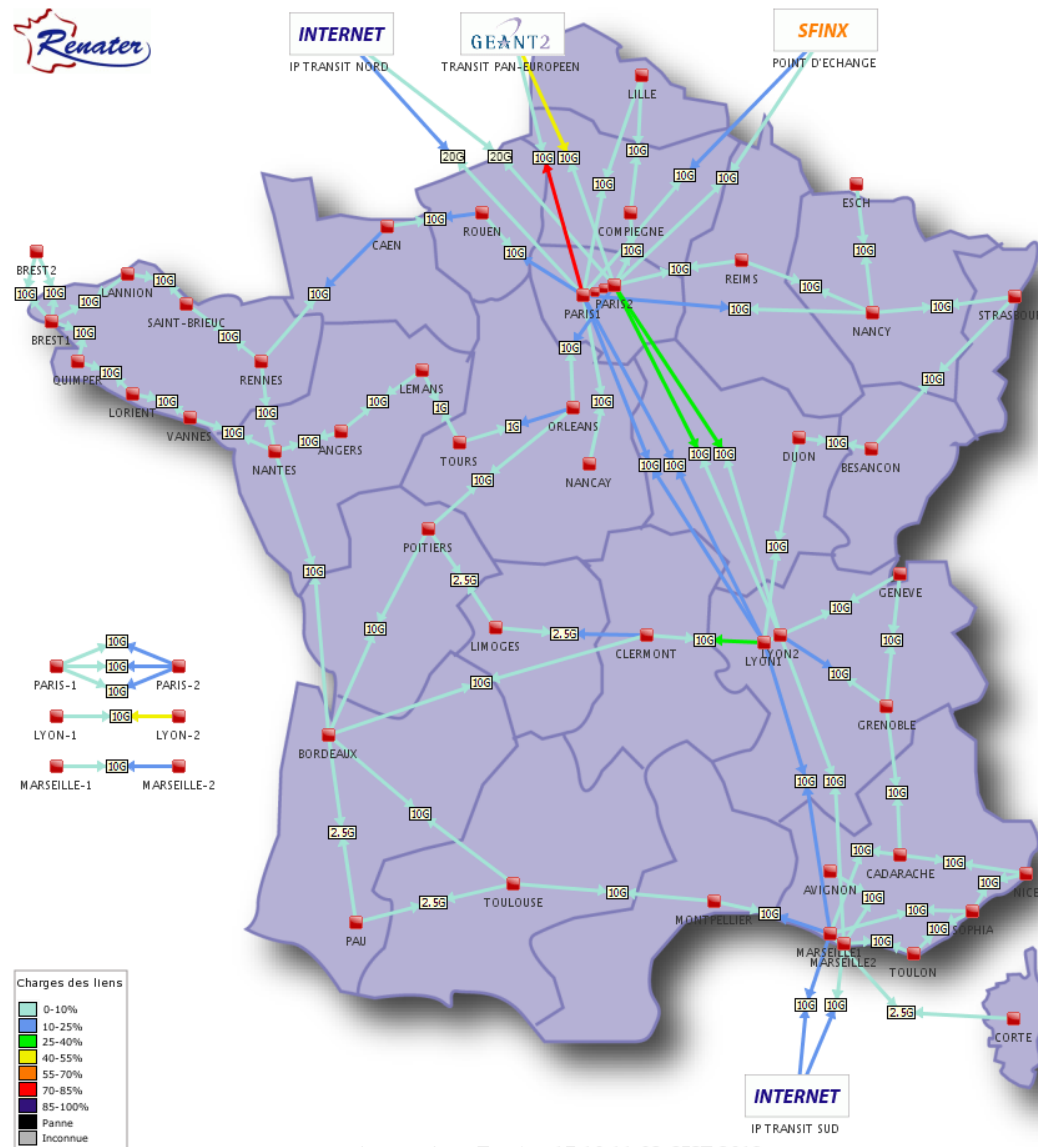 Renater
INTERNET
IP TRANSIT NORD
GEANT2
TRANSIT PAN-EUROPEEN
SFINX
POINT D'ECHANGE
LILLE
20G
20G
10G
10G
10G
10G
10G
10G
ESCH
CAEN
10G
ROUEN
COMPIEGNE
10G
10G
10G
BREST2
LANNION
10G
10G
10G
10G
10G
SAINT-BRIEUC
10G
REIMS
10G
10G
PARIS2
PARIS1
10G
NANCY
10G
STRASBOUR
BREST1
10G
10G
RENNES
10G
QUIMPER
10G
LORIENT
10G
VANNES
10G
10G
NANTES
10G
ANGERS
10G
LEMANS
1G
TOURS
1G
ORLEANS
10G
10G
NANCAY
10G
10G
10G
10G
10G
DIJON
10G
BESANCON
10G
POITIERS
10G
2.5G
10G
10G
GENEVE
10G
10G
LIMOGES
2.5G
CLERMONT
10G
LYON1
LYON2
10G
GRENOBLE
10G
10G
10G
10G
PARIS-1
PARIS-2
LYON-1
10G
LYON-2
MARSEILLE-1
10G
MARSEILLE-2
BORDEAUX
10G
10G
10G
10G
2.5G
10G
CADARACHE
10G
AVIGNON
10G
NICE
10G
PAU
2.5G
TOULOUSE
10G
MONTPELLIER
10G
10G
SOPHIA
10G
MARSEILLE1
MARSEILLE2
10G
TOULON
10G
10G
2.5G
CORTE
INTERNET
IP TRANSIT SUD
Charges des liens
0-10%
10-25%
25-40%
40-55%
55-70%
70-85%
85-100%
Panne
Inconnue